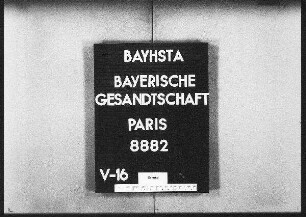 BAYHSTA
BAYERISCHE
GESANDTSCHAFT
PARIS
8882
V-16